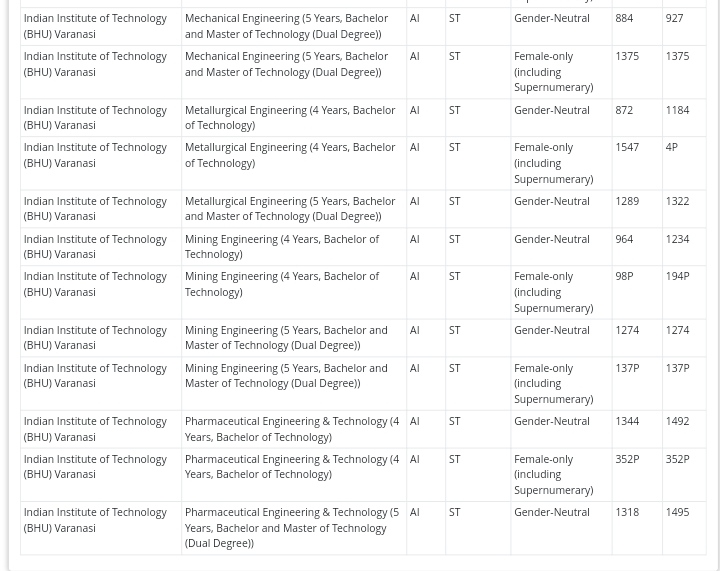 Indian Institute of Technology (BHU) Varanasi Mechanical Engineering (5 Years, Bachelor and Master of Technology (Dual Degree)) AI ST Gender-Neutral 884 927
Indian Institute of Technology (BHU) Varanasi Mechanical Engineering (5 Years, Bachelor and Master of Technology (Dual Degree)) AI ST Female-only (including Supernumerary) 1375 1375
Indian Institute of Technology (BHU) Varanasi Metallurgical Engineering (4 Years, Bachelor of Technology) AI ST Gender-Neutral 872 1184
Indian Institute of Technology (BHU) Varanasi Metallurgical Engineering (4 Years, Bachelor of Technology) AI ST Female-only (including Supernumerary) 1547 4P
Indian Institute of Technology (BHU) Varanasi Metallurgical Engineering (5 Years, Bachelor and Master of Technology (Dual Degree)) AI ST Gender-Neutral 1289 1322
Indian Institute of Technology (BHU) Varanasi Mining Engineering (4 Years, Bachelor of Technology) AI ST Gender-Neutral 964 1234
Indian Institute of Technology (BHU) Varanasi Mining Engineering (4 Years, Bachelor of Technology) AI ST Female-only (including Supernumerary) 98P 194P
Indian Institute of Technology (BHU) Varanasi Mining Engineering (5 Years, Bachelor and Master of Technology (Dual Degree)) AI ST Gender-Neutral 1274 1274
Indian Institute of Technology (BHU) Varanasi Mining Engineering (5 Years, Bachelor and Master of Technology (Dual Degree)) AI ST Female-only (including Supernumerary) 137P 137P
Indian Institute of Technology (BHU) Varanasi Pharmaceutical Engineering & Technology (4 Years, Bachelor of Technology) AI ST Gender-Neutral 1344 1492
Indian Institute of Technology (BHU) Varanasi Pharmaceutical Engineering & Technology (4 Years, Bachelor of Technology) AI ST Female-only (including Supernumerary) 352P 352P
Indian Institute of Technology (BHU) Varanasi Pharmaceutical Engineering & Technology (5 Years, Bachelor and Master of Technology (Dual Degree)) AI ST Gender-Neutral 1318 1495